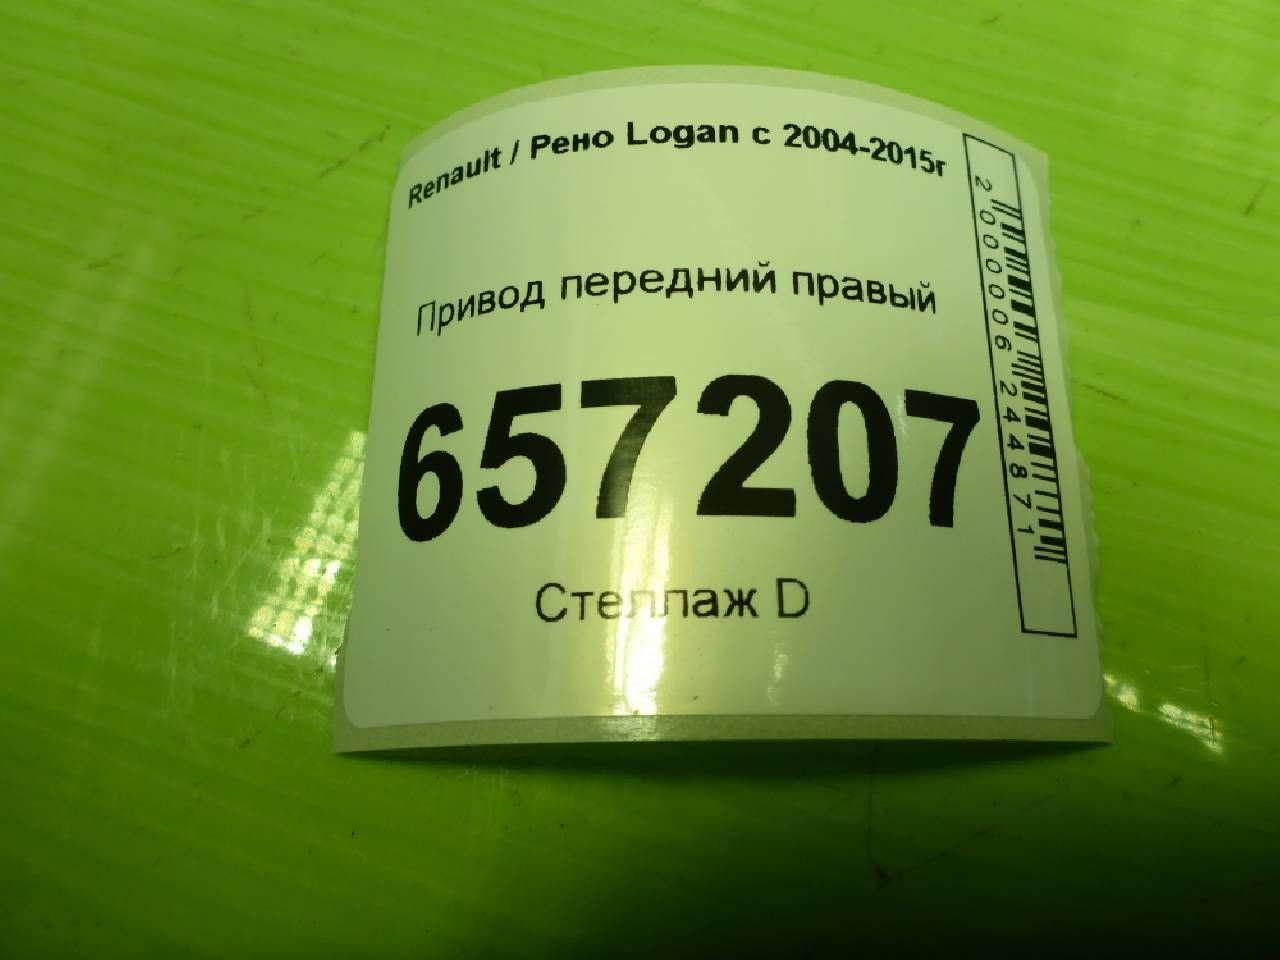 Renault / Рено Logan с 2004-2015г
Привод передний правый
657207
Стеллаж D
2000006244871